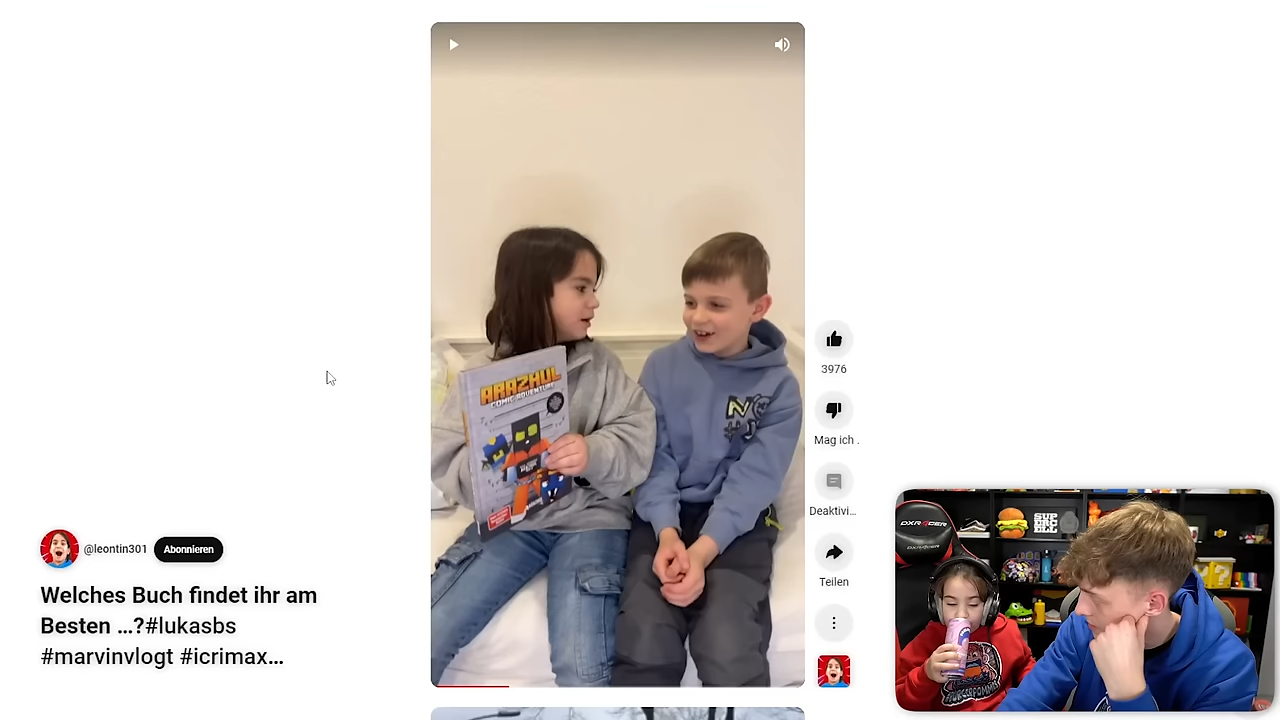 ARAZHUL
COMIC ADVENTURE
3976
Mag ich .
Deaktivi...
Teilen
@leontin301
Abonnieren
Welches Buch findet ihr am
Besten ...?#lukasbs
#marvinvlogt #icrimax...
DXRACER
DXRACER